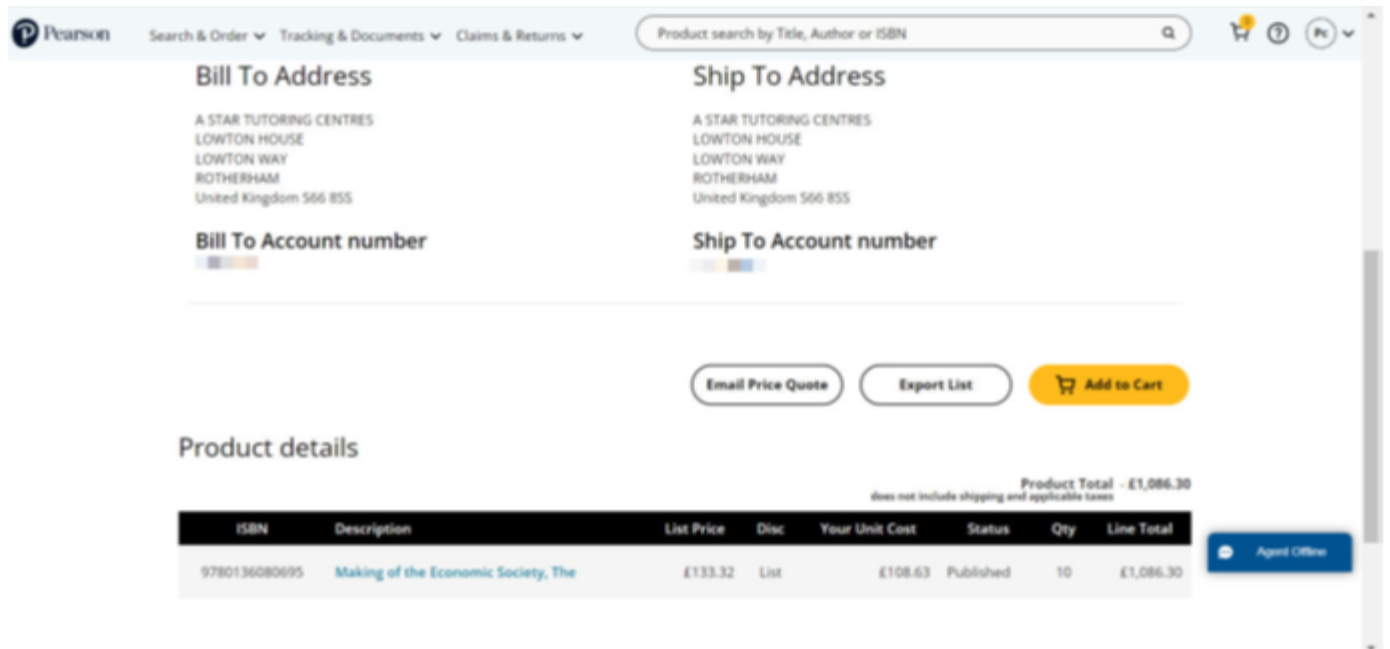 Pearson
Search & Order
Tracking & Documents
Claims & Returns
Product search by Title, Author or ISBN
Bill To Address
A STAR TUTORING CENTRES
LOWTON HOUSE
LOWTON WAY
ROTHERHAM
United Kingdom S66 8SS
Ship To Address
A STAR TUTORING CENTRES
LOWTON HOUSE
LOWTON WAY
ROTHERHAM
United Kingdom S66 8SS
Bill To Account number
Ship To Account number
Email Price Quote
Export List
Add to Cart
Product details
Product Total - £1,086.30
does not include shipping and applicable taxes
ISBN Description List Price Disc Your Unit Cost Status Qty Line Total
9780136080695 Making of the Economic Society, The £133.32 List £108.63 Published 10 £1,086.30
Agent Offline